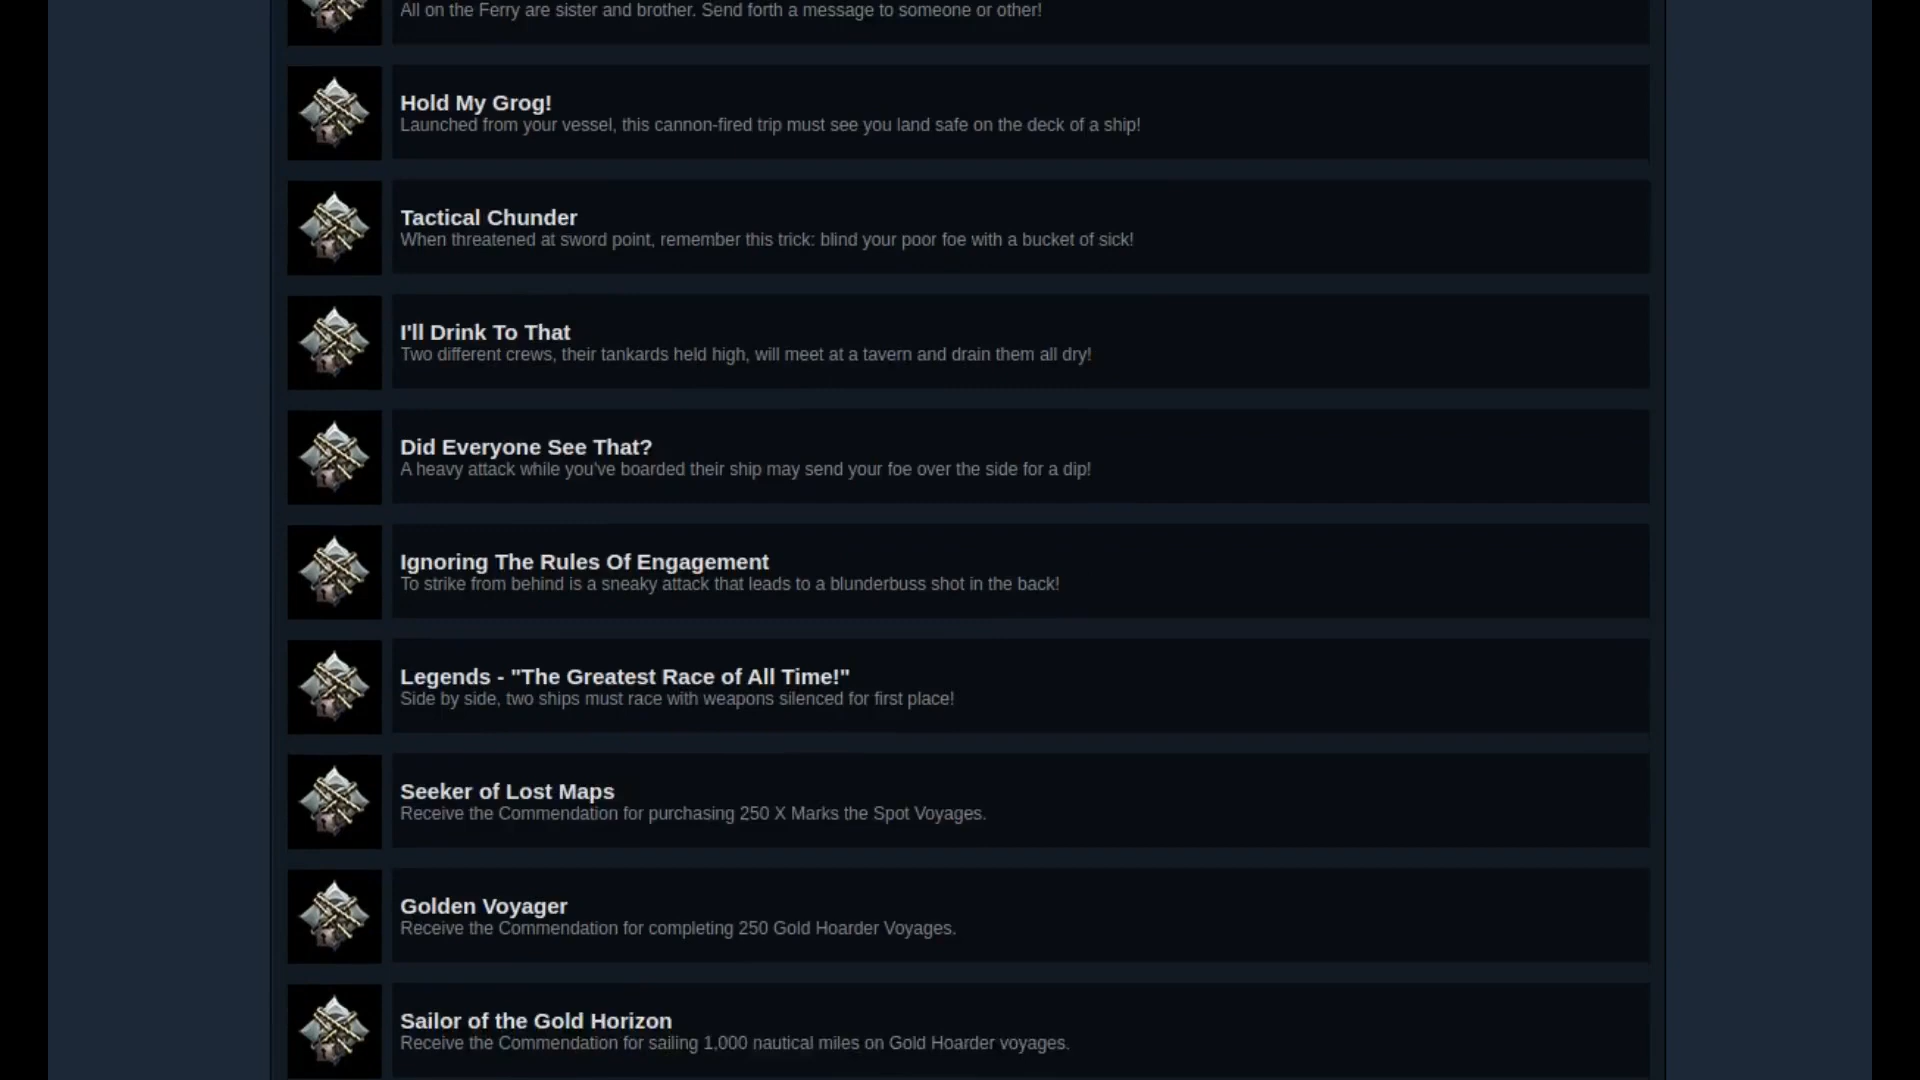 All on the Ferry are sister and brother. Send forth a message to someone or other!
Hold My Grog!
Launched from your vessel, this cannon-fired trip must see you land safe on the deck of a ship!
Tactical Chunder
When threatened at sword point, remember this trick: blind your poor foe with a bucket of sick!
I'll Drink To That
Two different crews, their tankards held high, will meet at a tavern and drain them all dry!
Did Everyone See That?
A heavy attack while you've boarded their ship may send your foe over the side for a dip!
Ignoring The Rules Of Engagement
To strike from behind is a sneaky attack that leads to a blunderbuss shot in the back!
Legends - "The Greatest Race of All Time!"
Side by side, two ships must race with weapons silenced for first place!
Seeker of Lost Maps
Receive the Commendation for purchasing 250 X Marks the Spot Voyages.
Golden Voyager
Receive the Commendation for completing 250 Gold Hoarder Voyages.
Sailor of the Gold Horizon
Receive the Commendation for sailing 1,000 nautical miles on Gold Hoarder voyages.